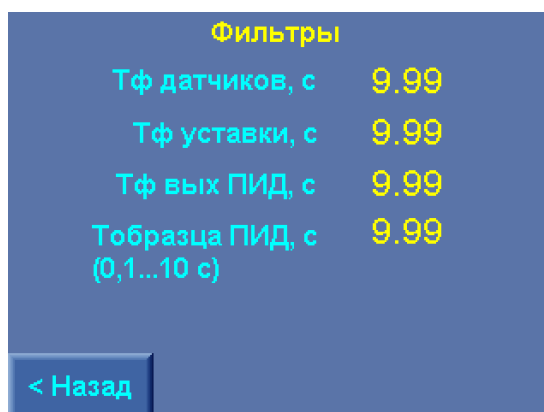 Фильтры
Тф датчиков, с 9.99
Тф уставки, с 9.99
Тф вых ПИД, с 9.99
Тобразца ПИД, с 9.99
(0,1...10 с)
< Назад